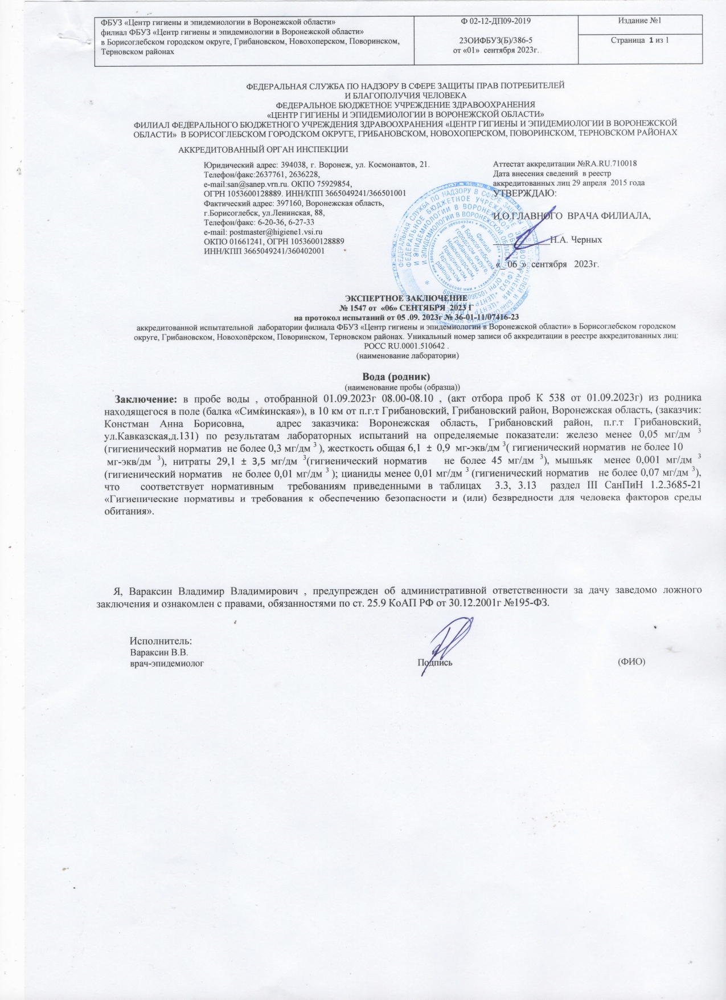 ФБУЗ «Центр гигиены и эпидемиологии в Воронежской области»
филиал ФБУЗ «Центр гигиены и эпидемиологии в Воронежской области»
в Борисоглебском городском округе, Грибановском, Новохоперском, Поворинском,
Терновском районах
Ф 02-12-ДП09-2019
23ОИФБУЗ(Б)/386-5
от «01» сентября 2023г.
Издание №1
Страница 1 из 1
ФЕДЕРАЛЬНАЯ СЛУЖБА ПО НАДЗОРУ В СФЕРЕ ЗАЩИТЫ ПРАВ ПОТРЕБИТЕЛЕЙ
И БЛАГОПОЛУЧИЯ ЧЕЛОВЕКА
ФЕДЕРАЛЬНОЕ БЮДЖЕТНОЕ УЧРЕЖДЕНИЕ ЗДРАВООХРАНЕНИЯ
«ЦЕНТР ГИГИЕНЫ И ЭПИДЕМИОЛОГИИ В ВОРОНЕЖСКОЙ ОБЛАСТИ»
ФИЛИАЛ ФЕДЕРАЛЬНОГО БЮДЖЕТНОГО УЧРЕЖДЕНИЯ ЗДРАВООХРАНЕНИЯ «ЦЕНТР ГИГИЕНЫ И ЭПИДЕМИОЛОГИИ В ВОРОНЕЖСКОЙ
ОБЛАСТИ» В БОРИСОГЛЕБСКОМ ГОРОДСКОМ ОКРУГЕ, ГРИБАНОВСКОМ, НОВОХОПЕРСКОМ, ПОВОРИНСКОМ, ТЕРНОВСКОМ РАЙОНАХ
АККРЕДИТОВАННЫЙ ОРГАН ИНСПЕКЦИИ
Юридический адрес: 394038, г. Воронеж, ул. Космонавтов, 21.
Телефон/факс:2637761, 2636228,
e-mail:san@sanep.vrn.ru. ОКПО 75929854,
ОГРН 1053600128889. ИНН/КПП 3665049241/366501001
Фактический адрес: 397160, Воронежская область,
г.Борисоглебск, ул.Ленинская, 88,
Телефон/факс: 6-20-36, 6-27-33
e-mail: postmaster@higiene1.vsi.ru
ОКПО 01661241, ОГРН 1053600128889
ИНН/КПП 3665049241/360402001
Аттестат аккредитации №RA.RU.710018
Дата внесения сведений в реестр
аккредитованных лиц 29 апреля 2015 года
УТВЕРЖДАЮ:
И.О.ГЛАВНОГО ВРАЧА ФИЛИАЛА,
____________Н.А. Черных
«_06_» сентября 2023г.
Филиал
в Борисоглебском
городском округе,
Грибановском,
Новохоперском,
Поворинском,
Терновском
районах
ЭКСПЕРТНОЕ ЗАКЛЮЧЕНИЕ
№ 1547 от «06» СЕНТЯБРЯ 2023 Г
на протокол испытаний от 05 .09. 2023г № 36-01-11/07416-23
аккредитованной испытательной лаборатории филиала ФБУЗ «Центр гигиены и эпидемиологии в Воронежской области» в Борисоглебском городском
округе, Грибановском, Новохопёрском, Поворинском, Терновском районах. Уникальный номер записи об аккредитации в реестре аккредитованных лиц:
РОСС RU.0001.510642 .
(наименование лаборатории)
Вода (родник)
(наименование пробы (образца))
Заключение: в пробе воды , отобранной 01.09.2023г 08.00-08.10 , (акт отбора проб К 538 от 01.09.2023г) из родника
находящегося в поле (балка «Симкинская»), в 10 км от п.г.т Грибановский, Грибановский район, Воронежская область, (заказчик:
Констман Анна Борисовна, адрес заказчика: Воронежская область, Грибановский район, п.г.т Грибановский,
ул.Кавказская,д.131) по результатам лабораторных испытаний на определяемые показатели: железо менее 0,05 мг/дм 3
(гигиенический норматив не более 0,3 мг/дм 3 ), жесткость общая 6,1 ± 0,9 мг-экв/дм 3( гигиенический норматив не более 10
мг-экв/дм 3), нитраты 29,1 ± 3,5 мг/дм 3(гигиенический норматив не более 45 мг/дм 3), мышьяк менее 0,001 мг/дм 3
(гигиенический норматив не более 0,01 мг/дм 3 ); цианиды менее 0,01 мг/дм 3 (гигиенический норматив не более 0,07 мг/дм 3),
что соответствует нормативным требованиям приведенными в таблицах 3.3, 3.13 раздел III СанПиН 1.2.3685-21
«Гигиенические нормативы и требования к обеспечению безопасности и (или) безвредности для человека факторов среды
обитания».
Я, Вараксин Владимир Владимирович , предупрежден об административной ответственности за дачу заведомо ложного
заключения и ознакомлен с правами, обязанностями по ст. 25.9 КоАП РФ от 30.12.2001г №195-ФЗ.
Исполнитель:
Вараксин В.В.
врач-эпидемиолог
Подпись
(ФИО)